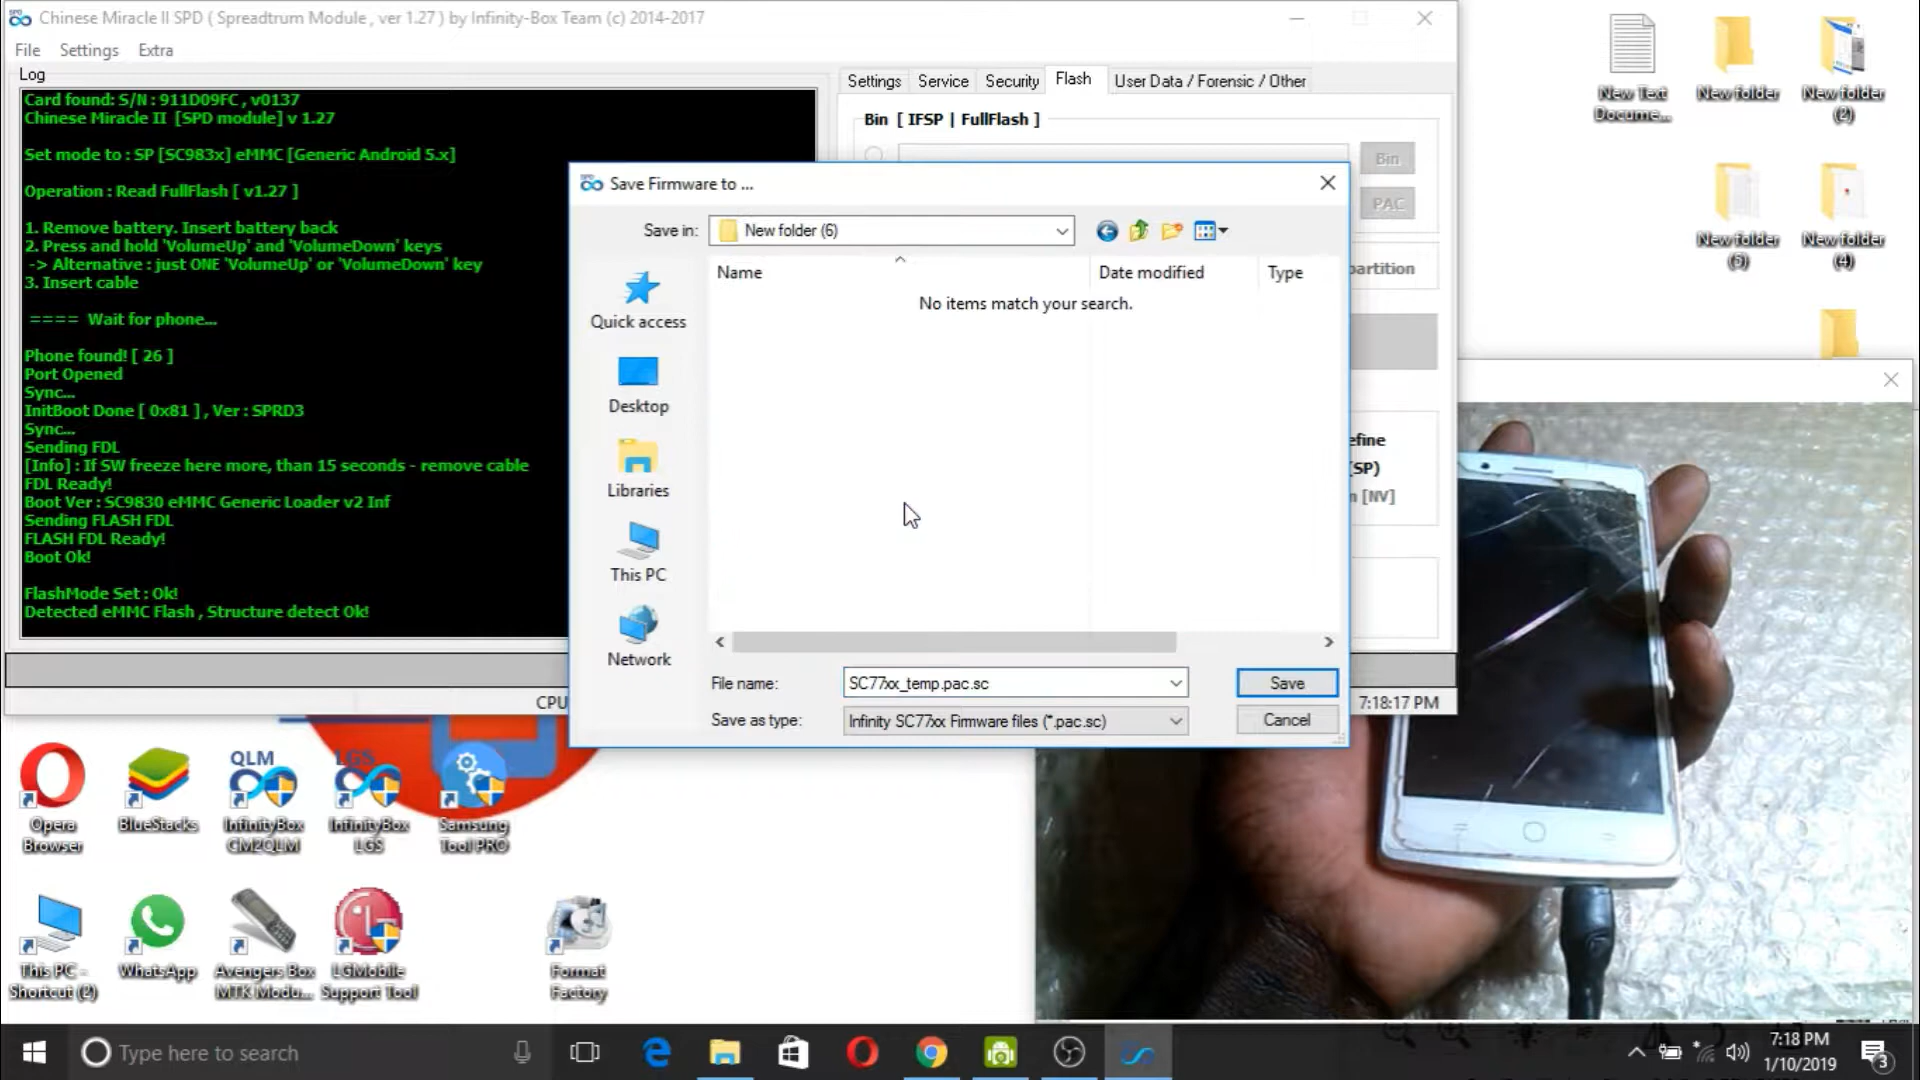 Chinese Miracle II SPD ( Spreadtrum Module , ver 1.27 ) by Infinity-Box Team (c) 2014-2017
File Settings Extra
Log
Card found: S/N : 911D09FC , v0137
Chinese Miracle II [SPD module] v 1.27
Set mode to : SP [SC983x] eMMC [Generic Android 5.x]
Operation : Read FullFlash [ v1.27 ]
1. Remove battery. Insert battery back
2. Press and hold 'VolumeUp' and 'VolumeDown' keys
-> Alternative : just ONE 'VolumeUp' or 'VolumeDown' key
3. Insert cable
==== Wait for phone...
Phone found! [ 26 ]
Port Opened
Sync...
InitBoot Done [ 0x81 ] , Ver : SPRD3
Sync...
Sending FDL
[Info] : If SW freeze here more, than 15 seconds - remove cable
FDL Ready!
Boot Ver : SC9830 eMMC Generic Loader v2 Inf
Sending FLASH FDL
FLASH FDL Ready!
Boot Ok!
FlashMode Set : Ok!
Detected eMMC Flash , Structure detect Ok!
CPU
Settings Service Security Flash User Data / Forensic / Other
Bin [ IFSP | FullFlash ]
Bin
PAC
partition
efine
(SP)
n [NV]
7:18:17 PM
Save Firmware to ...
Save in: New folder (6)
Quick access
Desktop
Libraries
This PC
Network
Name Date modified Type
No items match your search.
File name: SC77xx_temp.pac.sc
Save
Save as type: Infinity SC77xx Firmware files (*.pac.sc)
Cancel
New Text Docume...
New folder
New folder (2)
New folder (5)
New folder (4)
Opera Browser
BlueStacks
QLM
InfinityBox CM2QLM
LGS
InfinityBox LGS
Samsung Tool PRO
This PC - Shortcut (2)
WhatsApp
Avengers Box MTK Modu...
LGMobile Support Tool
Format Factory
Type here to search
7:18 PM
1/10/2019
3